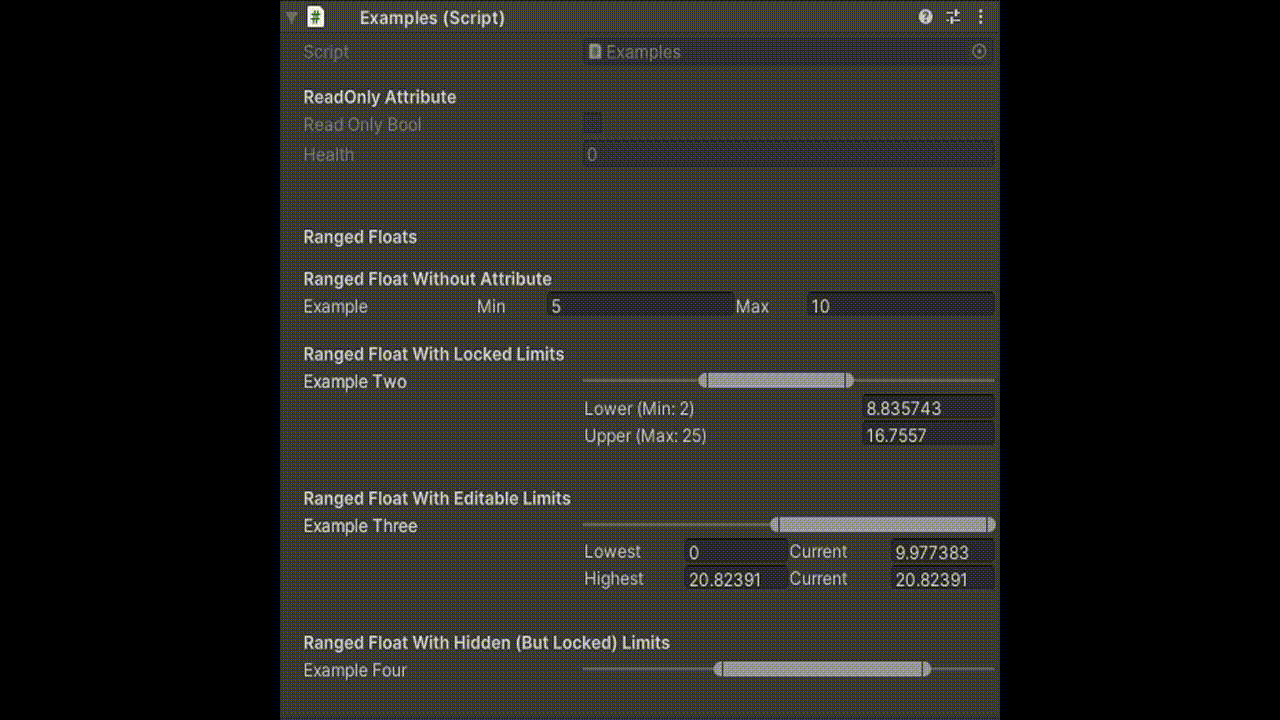 # Examples (Script)
Script Examples
ReadOnly Attribute
Read Only Bool
Health 0
Ranged Floats
Ranged Float Without Attribute
Example Min 5 Max 10
Ranged Float With Locked Limits
Example Two
Lower (Min: 2) 8.835743
Upper (Max: 25) 16.7557
Ranged Float With Editable Limits
Example Three
Lowest 0 Current 9.977383
Highest 20.82391 Current 20.82391
Ranged Float With Hidden (But Locked) Limits
Example Four